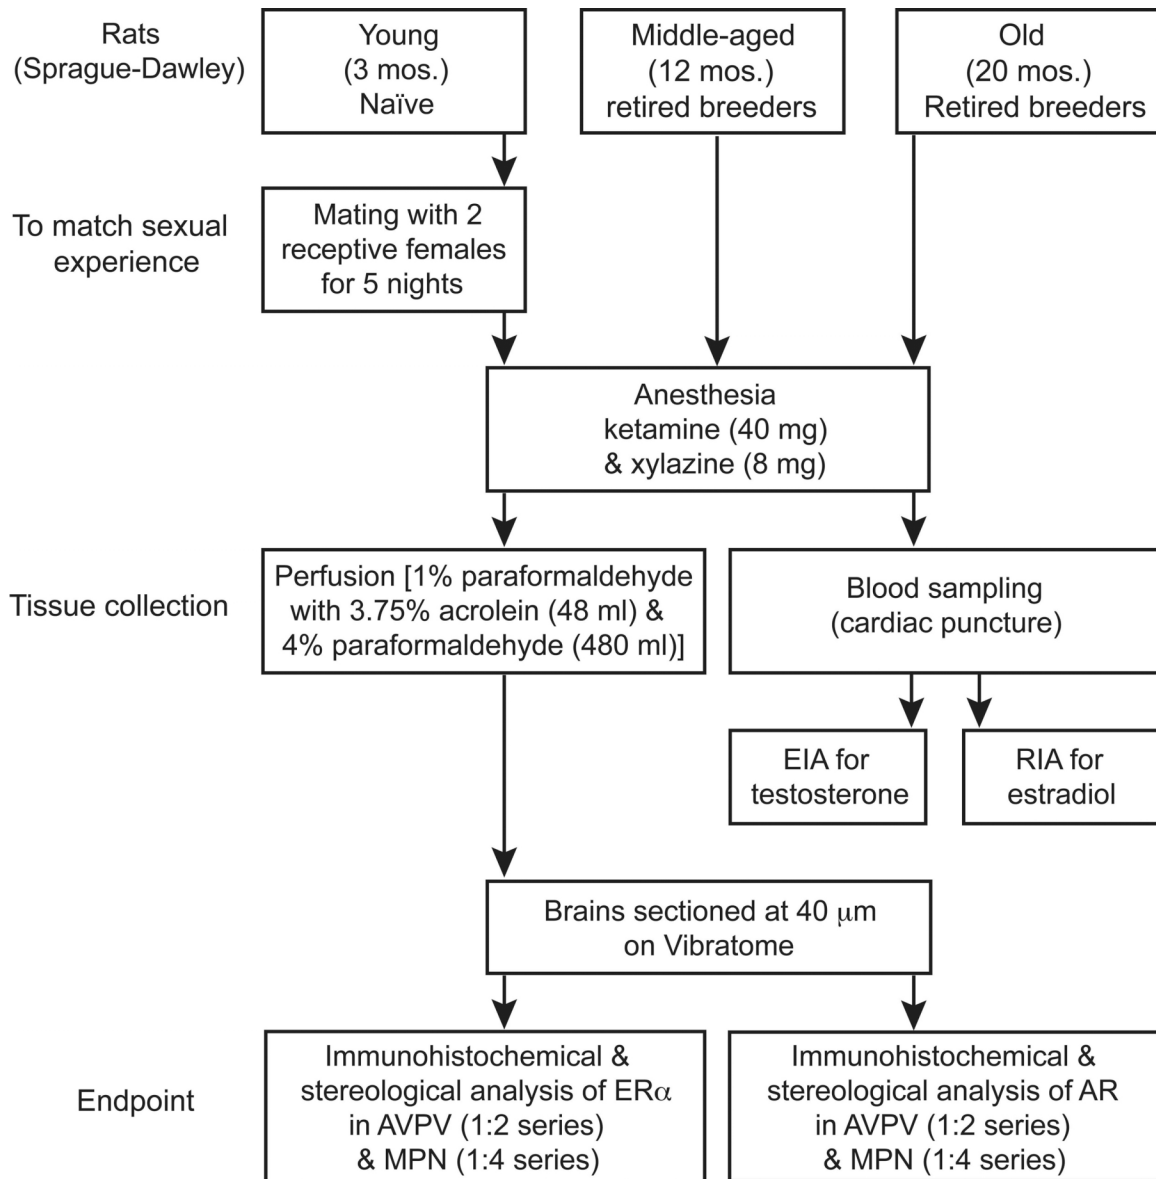 Rats
(Sprague-Dawley)
Young
(3 mos.)
Naïve
Middle-aged
(12 mos.)
retired breeders
Old
(20 mos.)
Retired breeders
To match sexual
experience
Mating with 2
receptive females
for 5 nights
Anesthesia
ketamine (40 mg)
& xylazine (8 mg)
Tissue collection
Perfusion [1% paraformaldehyde
with 3.75% acrolein (48 ml) &
4% paraformaldehyde (480 ml)]
Blood sampling
(cardiac puncture)
EIA for
testosterone
RIA for
estradiol
Brains sectioned at 40 μm
on Vibratome
Endpoint
Immunohistochemical &
stereological analysis of ERα
in AVPV (1:2 series)
& MPN (1:4 series)
Immunohistochemical &
stereological analysis of AR
in AVPV (1:2 series)
& MPN (1:4 series)